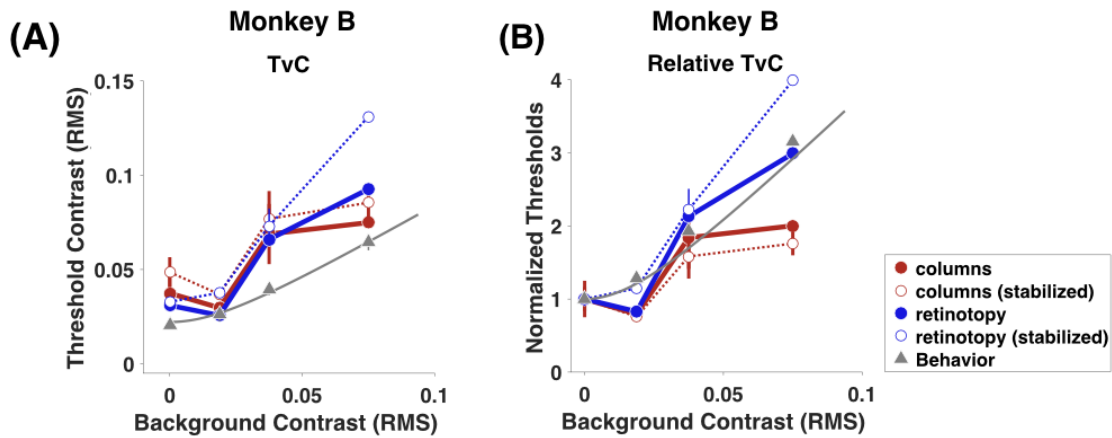 (A)
Monkey B
TvC
0.15
0.1
0.05
0
0
0.05
0.1
Threshold Contrast (RMS)
Background Contrast (RMS)
(B)
Monkey B
Relative TvC
4
3
2
1
0
0
0.05
0.1
Normalized Thresholds
Background Contrast (RMS)
columns
columns (stabilized)
retinotopy
retinotopy (stabilized)
Behavior